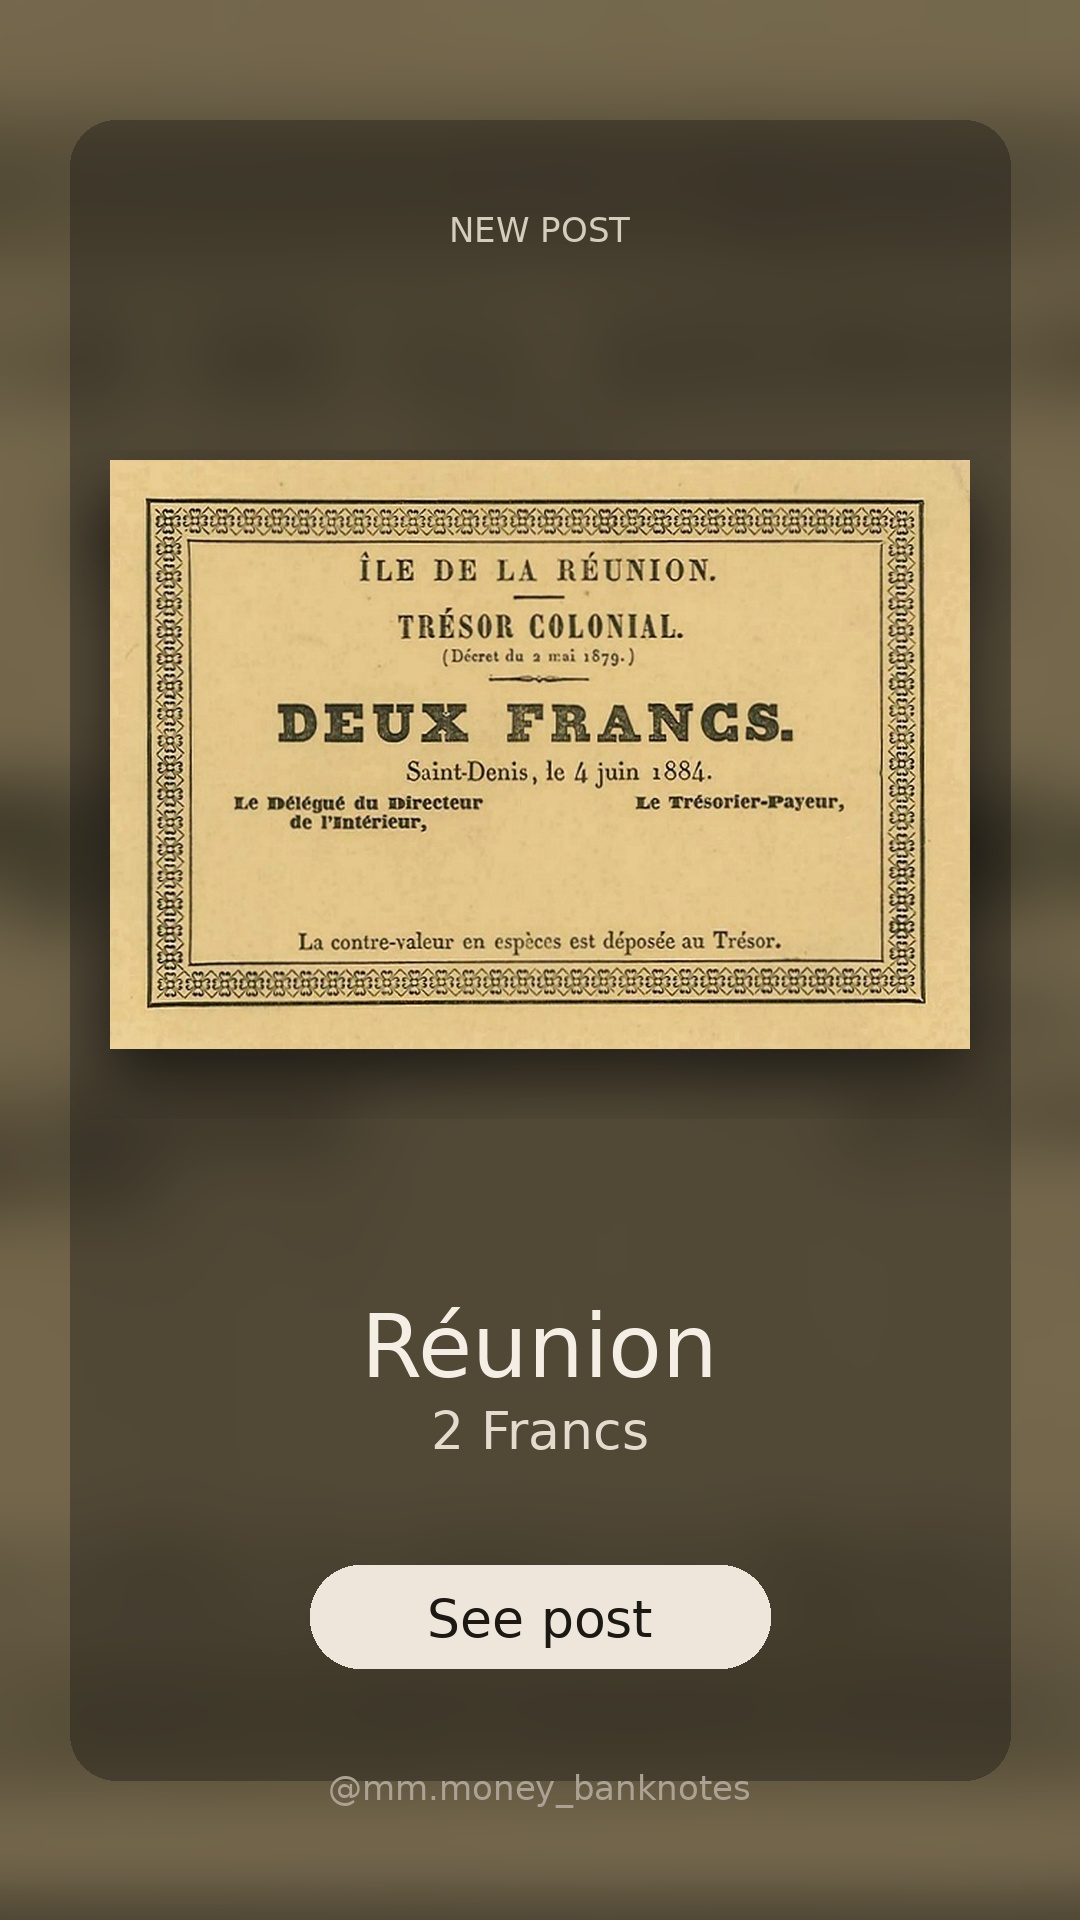 NEW POST
ÎLE DE LA RÉUNION.
TRÉSOR COLONIAL.
(Décret du 2 mai 1879.)
DEUX FRANCS.
Saint-Denis, le 4 juin 1884.
Le Délégué du Directeur
de l'Intérieur,
Le Trésorier-Payeur,
La contre-valeur en espèces est déposée au Trésor.
Réunion
2 Francs
See post
@mm.money_banknotes